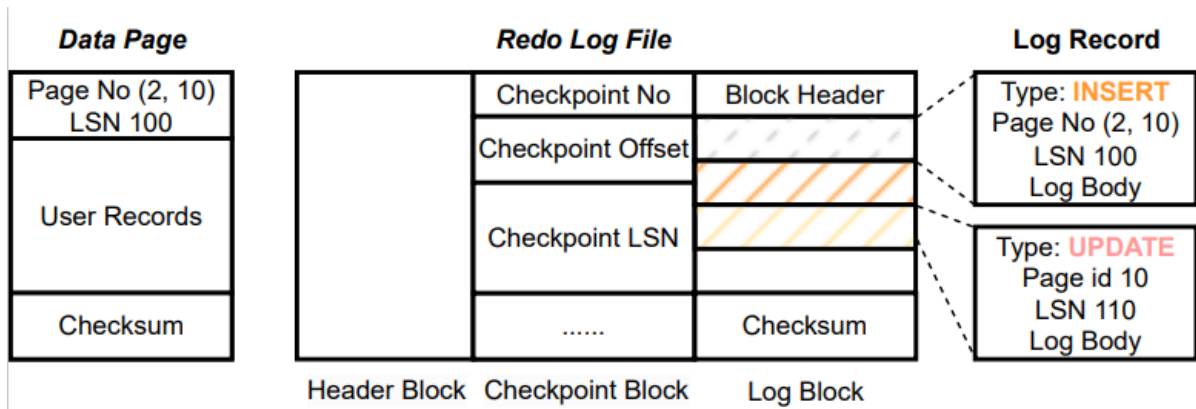 Data Page
Page No (2, 10)
LSN 100
User Records
Checksum
Redo Log File
Checkpoint No
Checkpoint Offset
Checkpoint LSN
......
Block Header
Checksum
Header Block
Checkpoint Block
Log Block
Log Record
Type: INSERT
Page No (2, 10)
LSN 100
Log Body
Type: UPDATE
Page id 10
LSN 110
Log Body